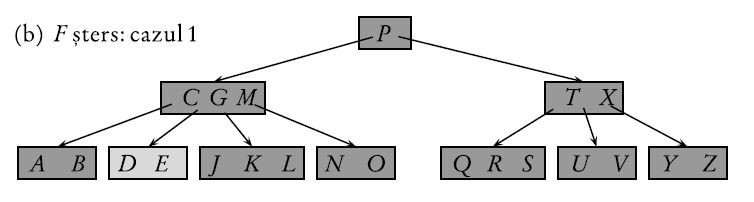 (b) F șters: cazul 1
P
C G M
T X
A B
D E
J K L
N O
Q R S
U V
Y Z